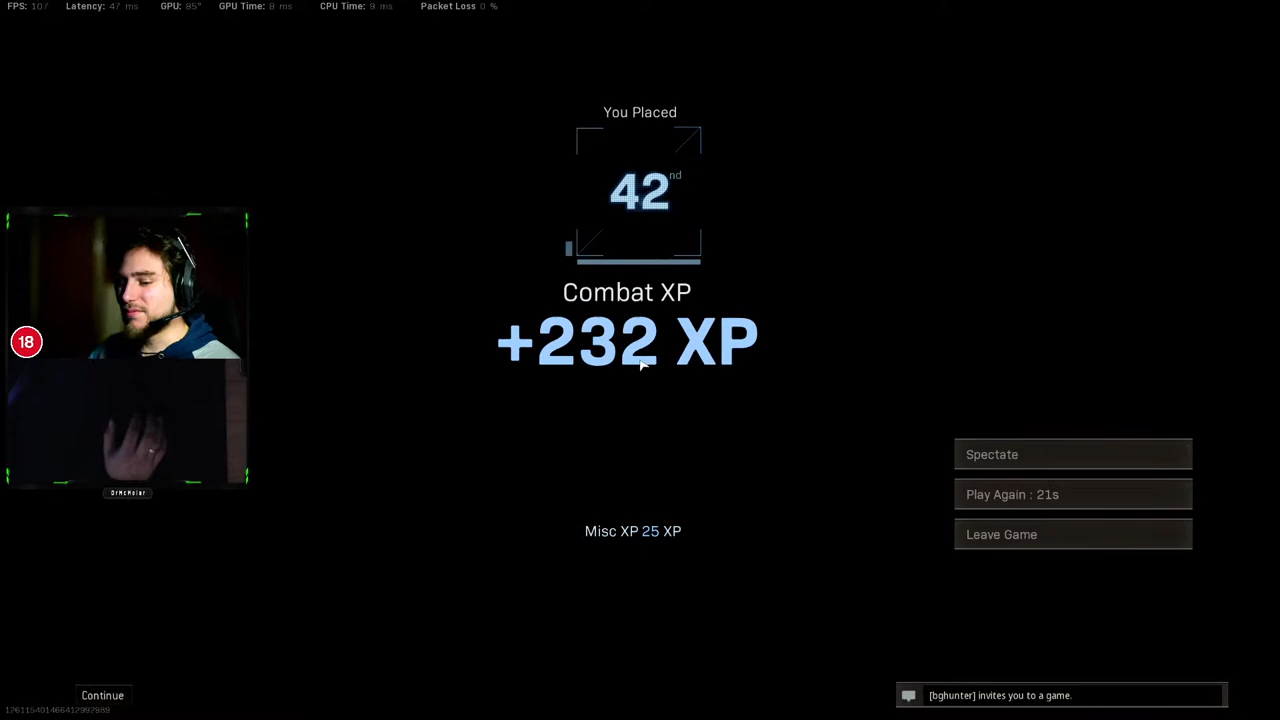 FPS: 107 Latency: 47 ms GPU: 85° GPU Time: 8 ms CPU Time: 9 ms Packet Loss 0 %
You Placed
42nd
Combat XP
+232 XP
18
Spectate
Play Again : 21s
DrMcMolar
Misc XP 25 XP
Leave Game
Continue
[bghunter] invites you to a game.